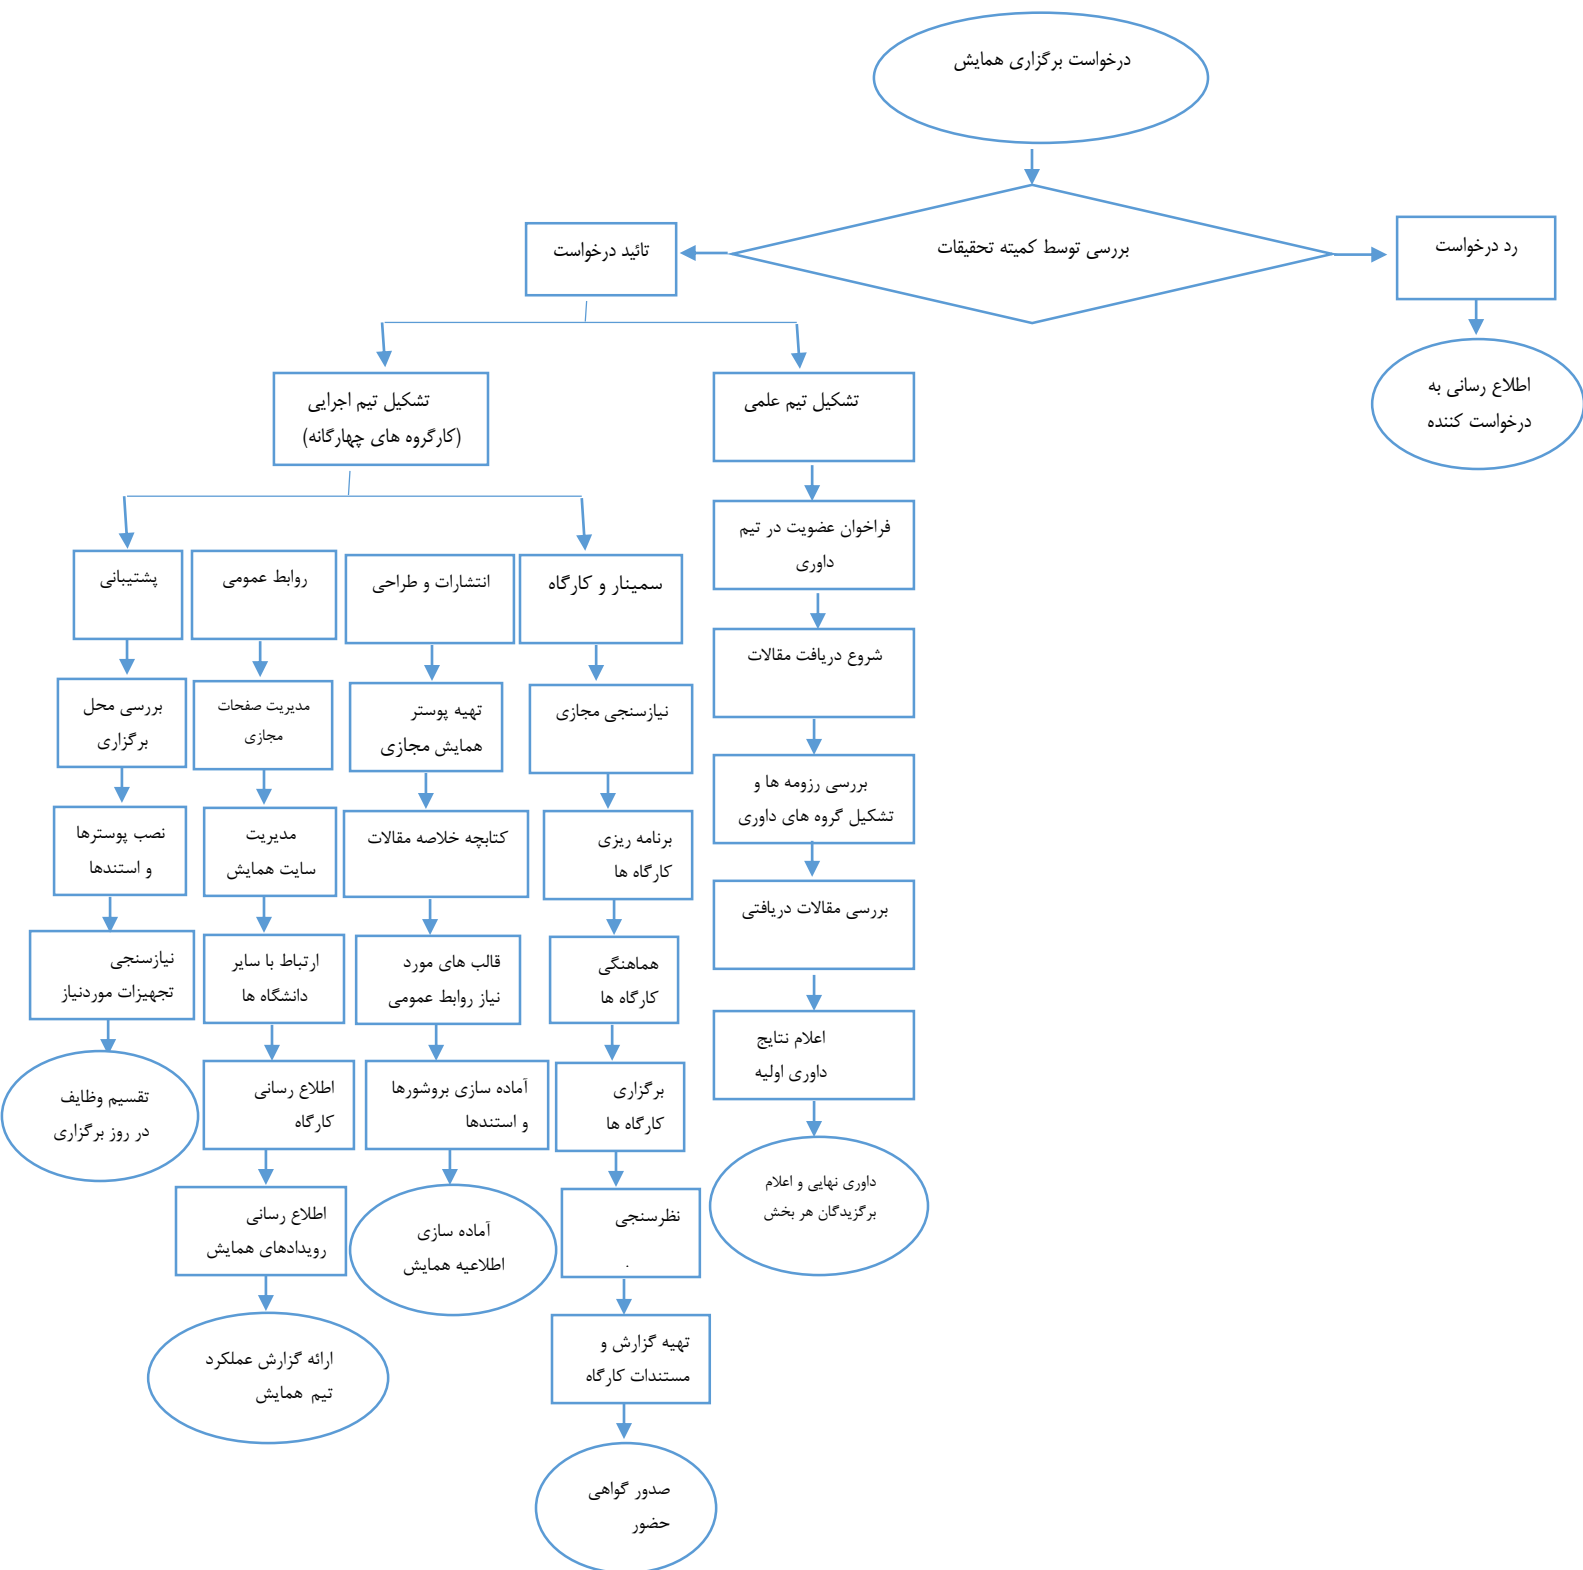 درخواست برگزاری همایش
بررسی توسط کمیته تحقیقات
رد درخواست
اطلاع رسانی به
درخواست کننده
تائید درخواست
تشکیل تیم علمی
فراخوان عضویت در تیم
داوری
شروع دریافت مقالات
بررسی رزومه ها و
تشکیل گروه های داوری
بررسی مقالات دریافتی
اعلام نتایج
داوری اولیه
داوری نهایی و اعلام
برگزیدگان هر بخش
تشکیل تیم اجرایی
(کارگروه های چهارگانه)
سمینار و کارگاه
نیازسنجی مجازی
برنامه ریزی
کارگاه ها
هماهنگی
کارگاه ها
برگزاری
کارگاه ها
نظرسنجی
.
تهیه گزارش و
مستندات کارگاه
صدور گواهی
حضور
انتشارات و طراحی
تهیه پوستر
همایش مجازی
کتابچه خلاصه مقالات
قالب های مورد
نیاز روابط عمومی
آماده سازی بروشورها
و استندها
آماده سازی
اطلاعیه همایش
روابط عمومی
مدیریت صفحات
مجازی
مدیریت
سایت همایش
ارتباط با سایر
دانشگاه ها
اطلاع رسانی
کارگاه
اطلاع رسانی
رویدادهای همایش
ارائه گزارش عملکرد
تیم همایش
پشتیبانی
بررسی محل
برگزاری
نصب پوسترها
و استندها
نیازسنجی
تجهیزات موردنیاز
تقسیم وظایف
در روز برگزاری